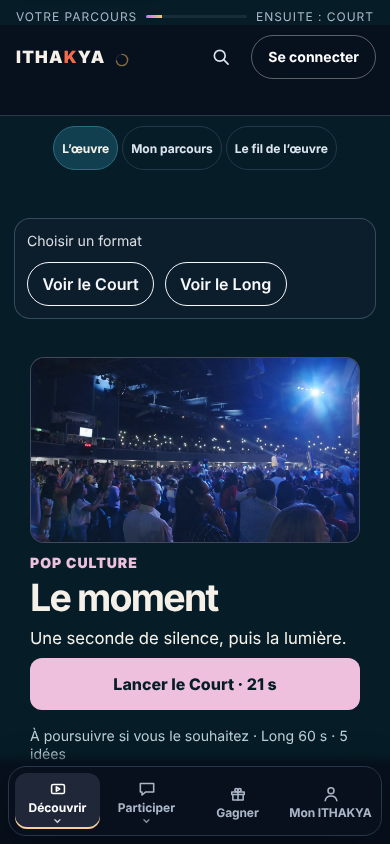 VOTRE PARCOURS ENSUITE : COURT
ITHAKYA Se connecter
L’œuvre Mon parcours Le fil de l’œuvre
Choisir un format
Voir le Court Voir le Long
POP CULTURE
Le moment
Une seconde de silence, puis la lumière.
Lancer le Court · 21 s
À poursuivre si vous le souhaitez · Long 60 s · 5
idées
Découvrir Participer Gagner Mon ITHAKYA